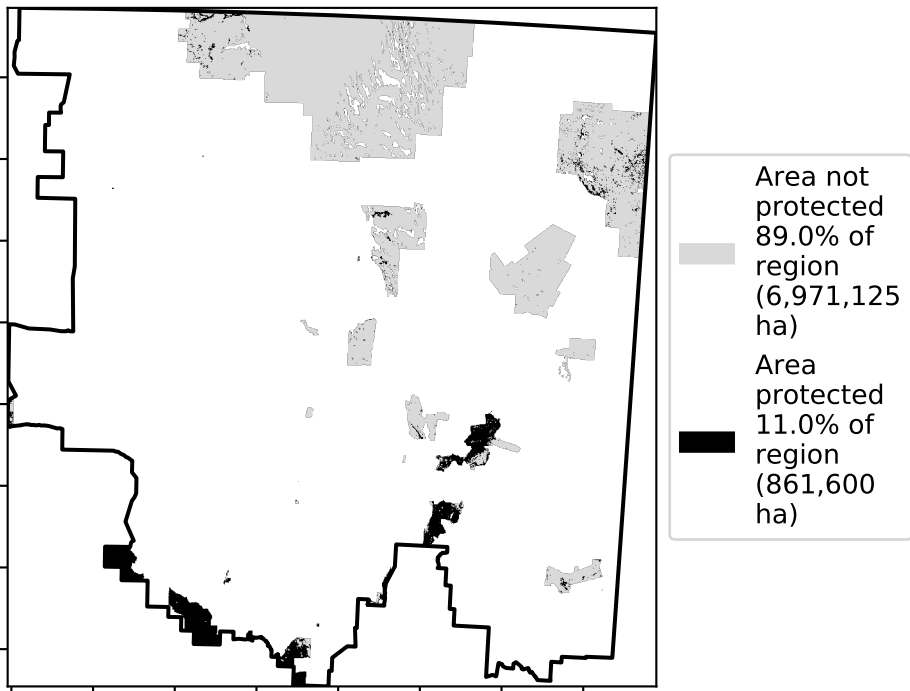 Area not
protected
89.0% of
region
(6,971,125
ha)
Area
protected
11.0% of
region
(861,600
ha)